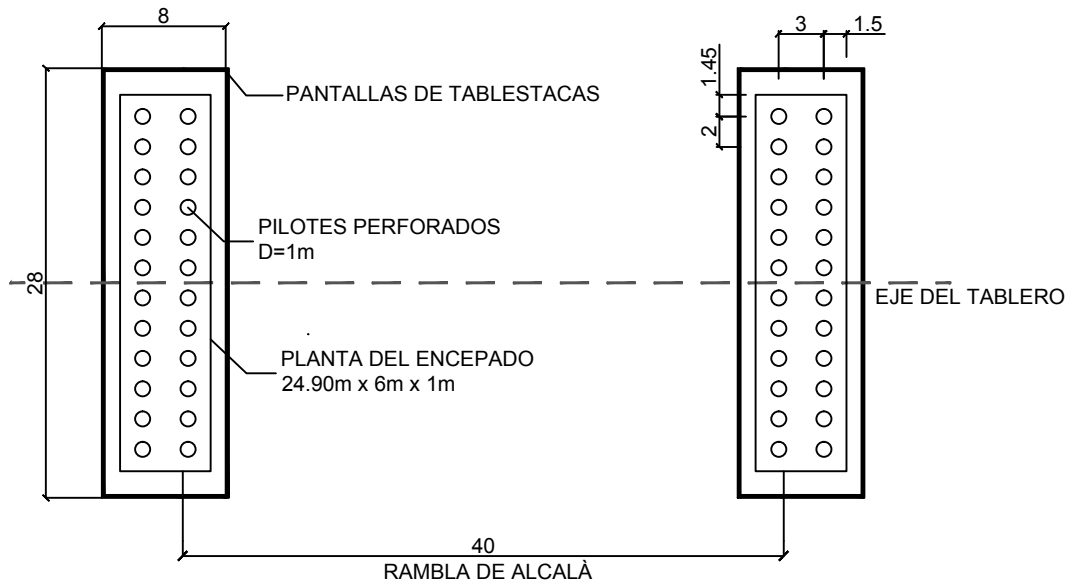 8
3
1.5
1.45
2
PANTALLAS DE TABLESTACAS
PILOTES PERFORADOS
D=1m
28
EJE DEL TABLERO
PLANTA DEL ENCEPADO
24.90m x 6m x 1m
40
RAMBLA DE ALCALÀ